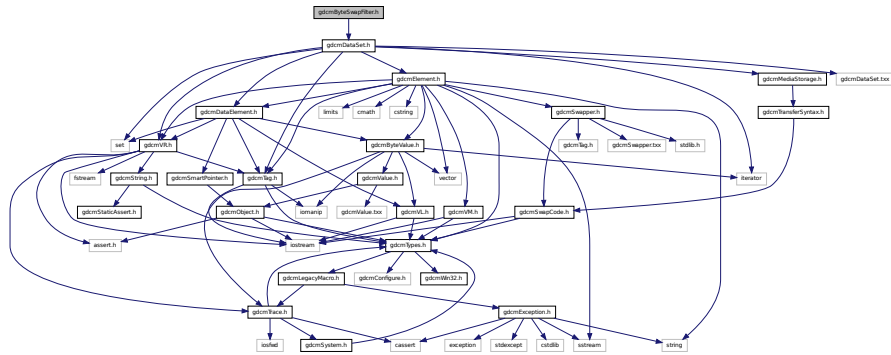 gdcmByteSwapFilter.h
gdcmDataSet.h
gdcmElement.h
gdcmMediaStorage.h
gdcmDataSet.txx
gdcmDataElement.h
limits
cmath
cstring
gdcmSwapper.h
gdcmTransferSyntax.h
set
gdcmVR.h
gdcmByteValue.h
gdcmTag.h
gdcmSwapper.txx
stdlib.h
fstream
gdcmString.h
gdcmSmartPointer.h
gdcmTag.h
gdcmValue.h
vector
iterator
gdcmStaticAssert.h
gdcmObject.h
iomanip
gdcmValue.txx
gdcmVL.h
gdcmVM.h
gdcmSwapCode.h
assert.h
iostream
gdcmTypes.h
gdcmLegacyMacro.h
gdcmConfigure.h
gdcmWin32.h
gdcmTrace.h
gdcmException.h
iosfwd
gdcmSystem.h
cassert
exception
stdexcept
cstdlib
sstream
string